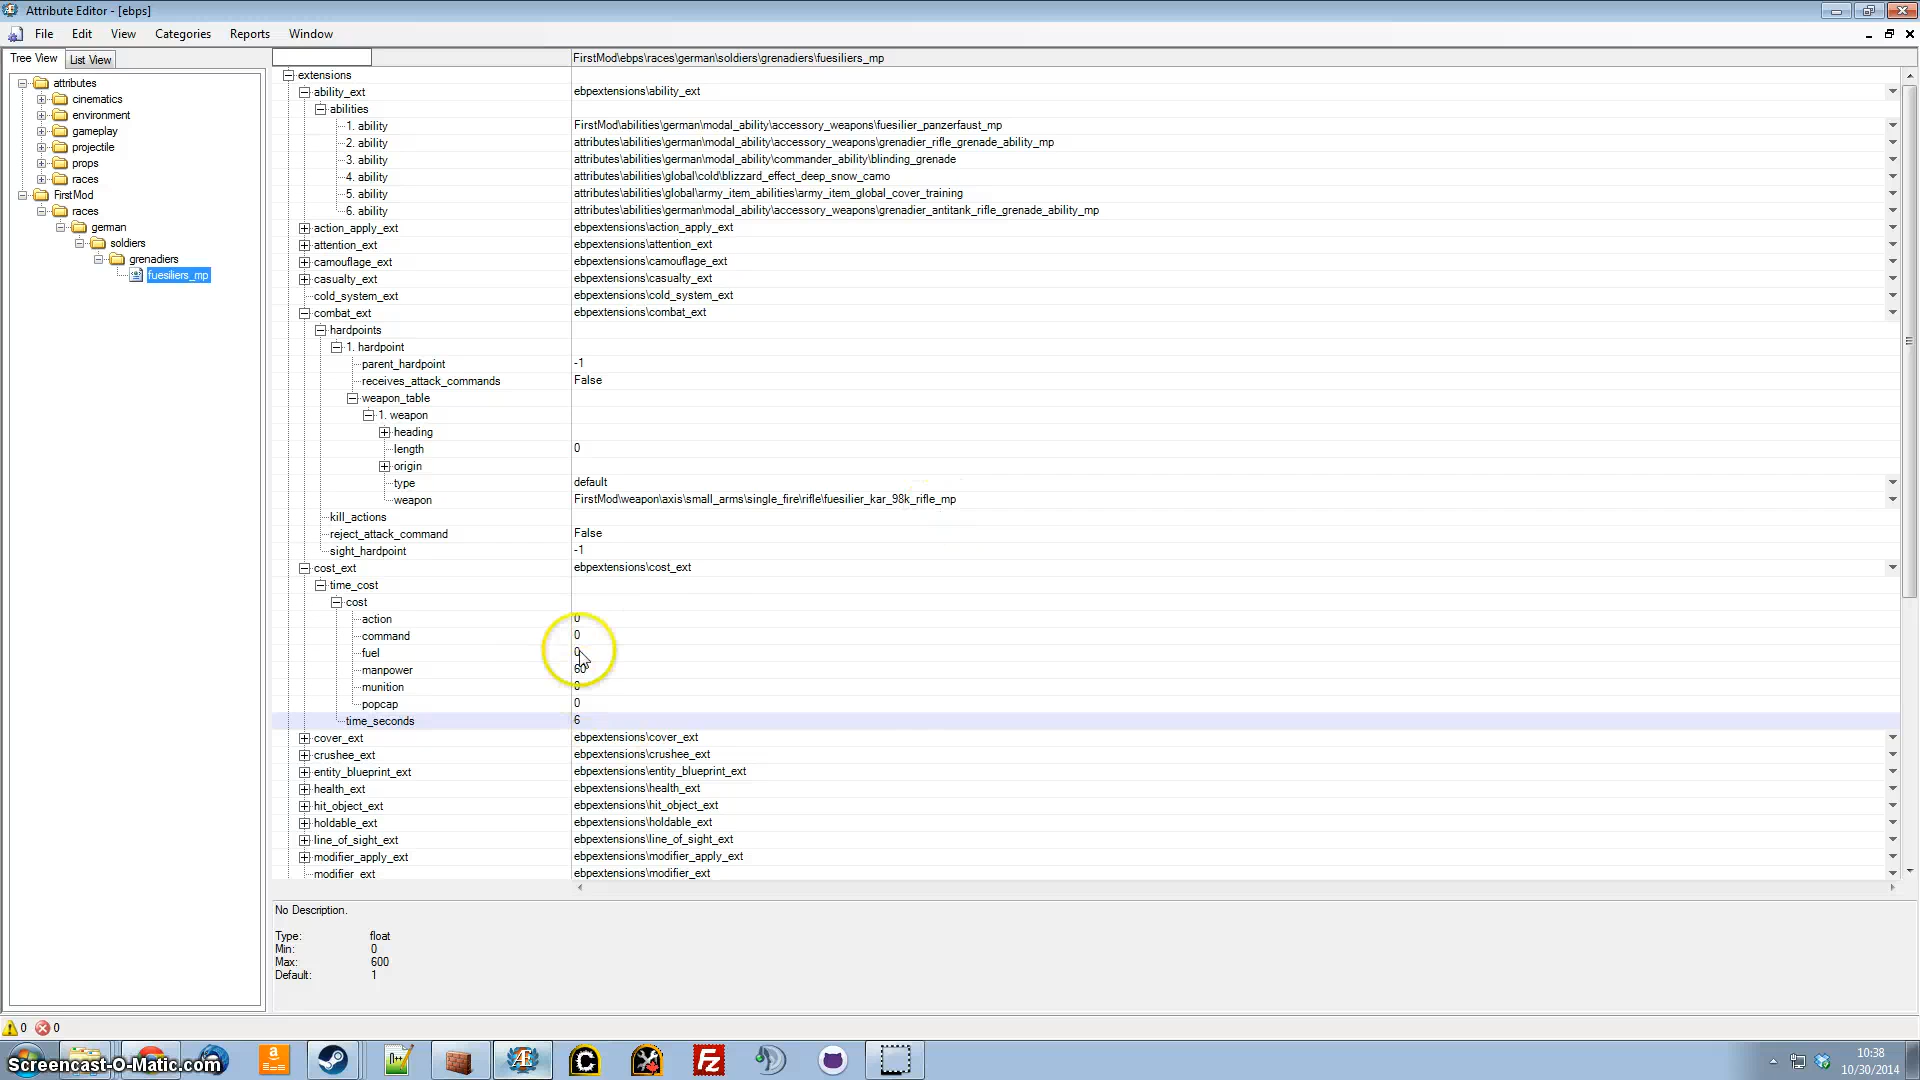 Attribute Editor - [ebps]
File Edit View Categories Reports Window
Tree View List View
FirstMod\ebps\races\german\soldiers\grenadiers\fuesiliers_mp
attributes
cinematics
environment
gameplay
projectile
props
races
FirstMod
races
german
soldiers
grenadiers
fuesiliers_mp
extensions
ability_ext ebpextensions\ability_ext
abilities
1. ability FirstMod\abilities\german\modal_ability\accessory_weapons\fuesilier_panzerfaust_mp
2. ability attributes\abilities\german\modal_ability\accessory_weapons\grenadier_rifle_grenade_ability_mp
3. ability attributes\abilities\german\modal_ability\commander_ability\blinding_grenade
4. ability attributes\abilities\global\cold\blizzard_effect_deep_snow_camo
5. ability attributes\abilities\global\army_item_abilities\army_item_global_cover_training
6. ability attributes\abilities\german\modal_ability\accessory_weapons\grenadier_antitank_rifle_grenade_ability_mp
action_apply_ext ebpextensions\action_apply_ext
attention_ext ebpextensions\attention_ext
camouflage_ext ebpextensions\camouflage_ext
casualty_ext ebpextensions\casualty_ext
cold_system_ext ebpextensions\cold_system_ext
combat_ext ebpextensions\combat_ext
hardpoints
1. hardpoint
parent_hardpoint -1
receives_attack_commands False
weapon_table
1. weapon
heading
length 0
origin
type default
weapon FirstMod\weapon\axis\small_arms\single_fire\rifle\fuesilier_kar_98k_rifle_mp
kill_actions
reject_attack_command False
sight_hardpoint -1
cost_ext ebpextensions\cost_ext
time_cost
cost
action 0
command 0
fuel 0
manpower 60
munition 0
popcap 0
time_seconds 6
cover_ext ebpextensions\cover_ext
crushee_ext ebpextensions\crushee_ext
entity_blueprint_ext ebpextensions\entity_blueprint_ext
health_ext ebpextensions\health_ext
hit_object_ext ebpextensions\hit_object_ext
holdable_ext ebpextensions\holdable_ext
line_of_sight_ext ebpextensions\line_of_sight_ext
modifier_apply_ext ebpextensions\modifier_apply_ext
modifier_ext ebpextensions\modifier_ext
No Description.
Type: float
Min: 0
Max: 600
Default: 1
0 0
Screencast-O-Matic.com
10:38
10/30/2014